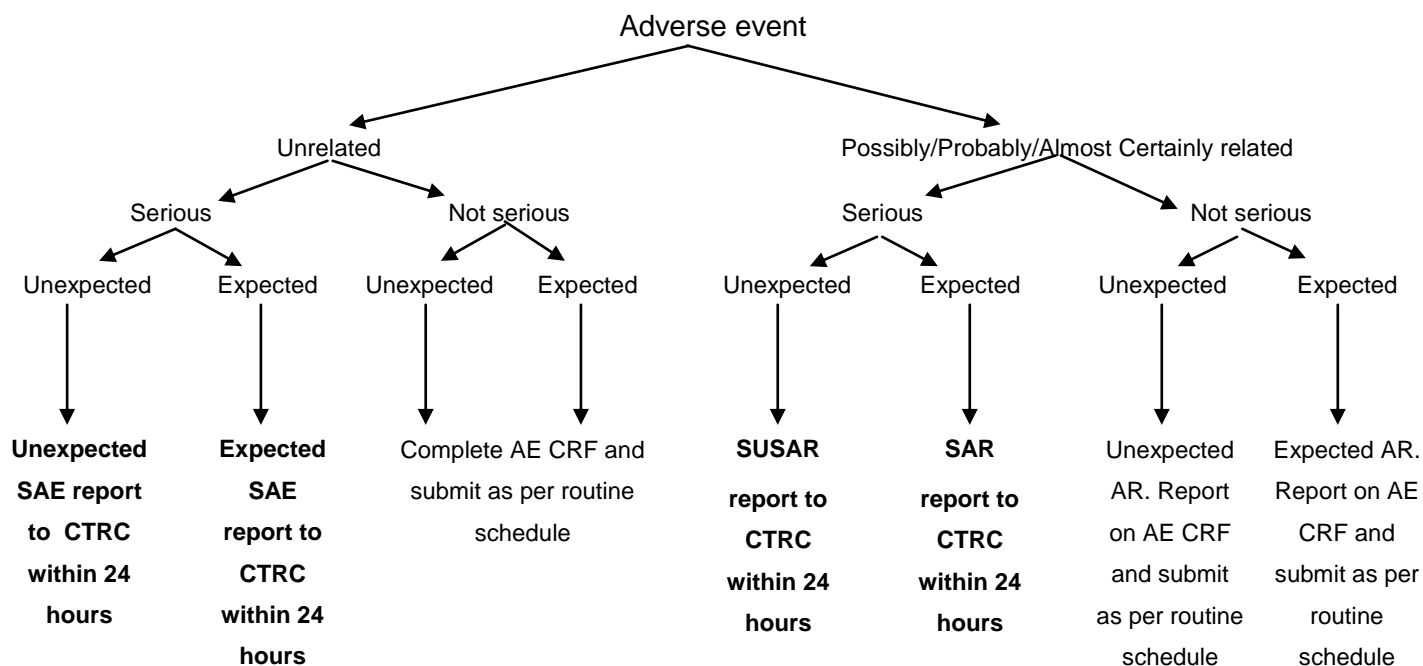 Adverse event
Unrelated
Possibly/Probably/Almost Certainly related
Serious
Not serious
Serious
Not serious
Unexpected
Expected
Unexpected
Expected
Unexpected
Expected
Unexpected
Expected
Unexpected
SAE report
to CTRC
within 24
hours
Expected
SAE
report to
CTRC
within 24
hours
Complete AE CRF and
submit as per routine
schedule
SUSAR
report to
CTRC
within 24
hours
SAR
report to
CTRC
within 24
hours
Unexpected
AR. Report
on AE CRF
and submit
as per routine
schedule
Expected AR.
Report on AE
CRF and
submit as per
routine
schedule